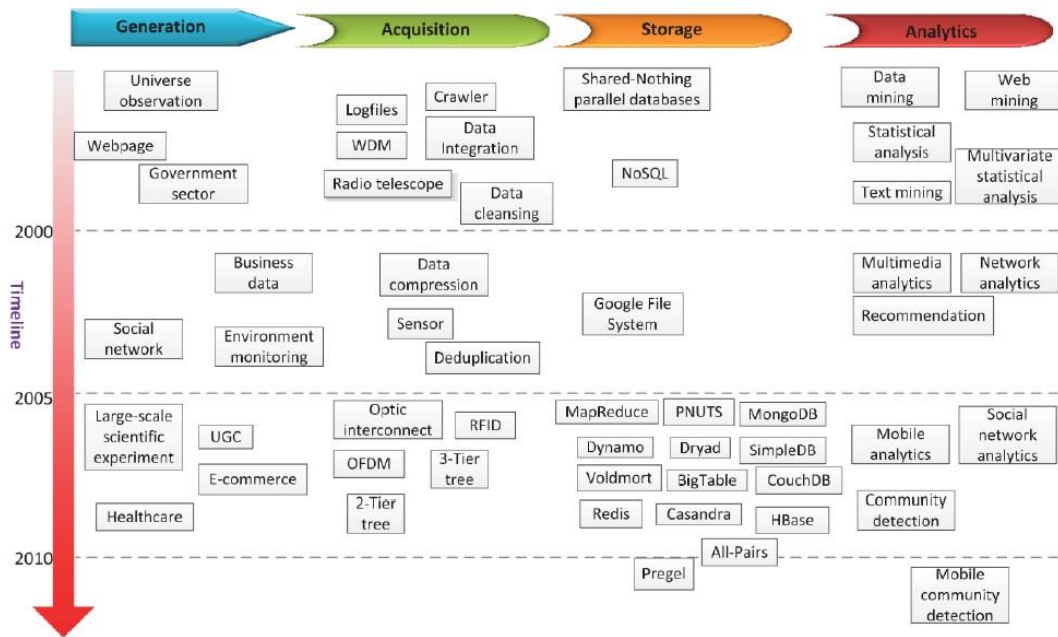 Generation
Acquisition
Storage
Analytics
Universe
observation
Webpage
Government
sector
Logfiles
Crawler
WDM
Data
Integration
Radio telescope
Data
cleansing
Shared-Nothing
parallel databases
NoSQL
Data
mining
Web
mining
Statistical
analysis
Multivariate
statistical
analysis
Text mining
2000
Timeline
Business
data
Social
network
Environment
monitoring
Data
compression
Sensor
Deduplication
Google File
System
Multimedia
analytics
Network
analytics
Recommendation
2005
Large-scale
scientific
experiment
UGC
E-commerce
Healthcare
Optic
interconnect
RFID
OFDM
3-Tier
tree
2-Tier
tree
MapReduce
PNUTS
MongoDB
Dynamo
Dryad
SimpleDB
Voldmort
BigTable
CouchDB
Redis
Casandra
HBase
Mobile
analytics
Social
network
analytics
Community
detection
2010
All-Pairs
Pregel
Mobile
community
detection